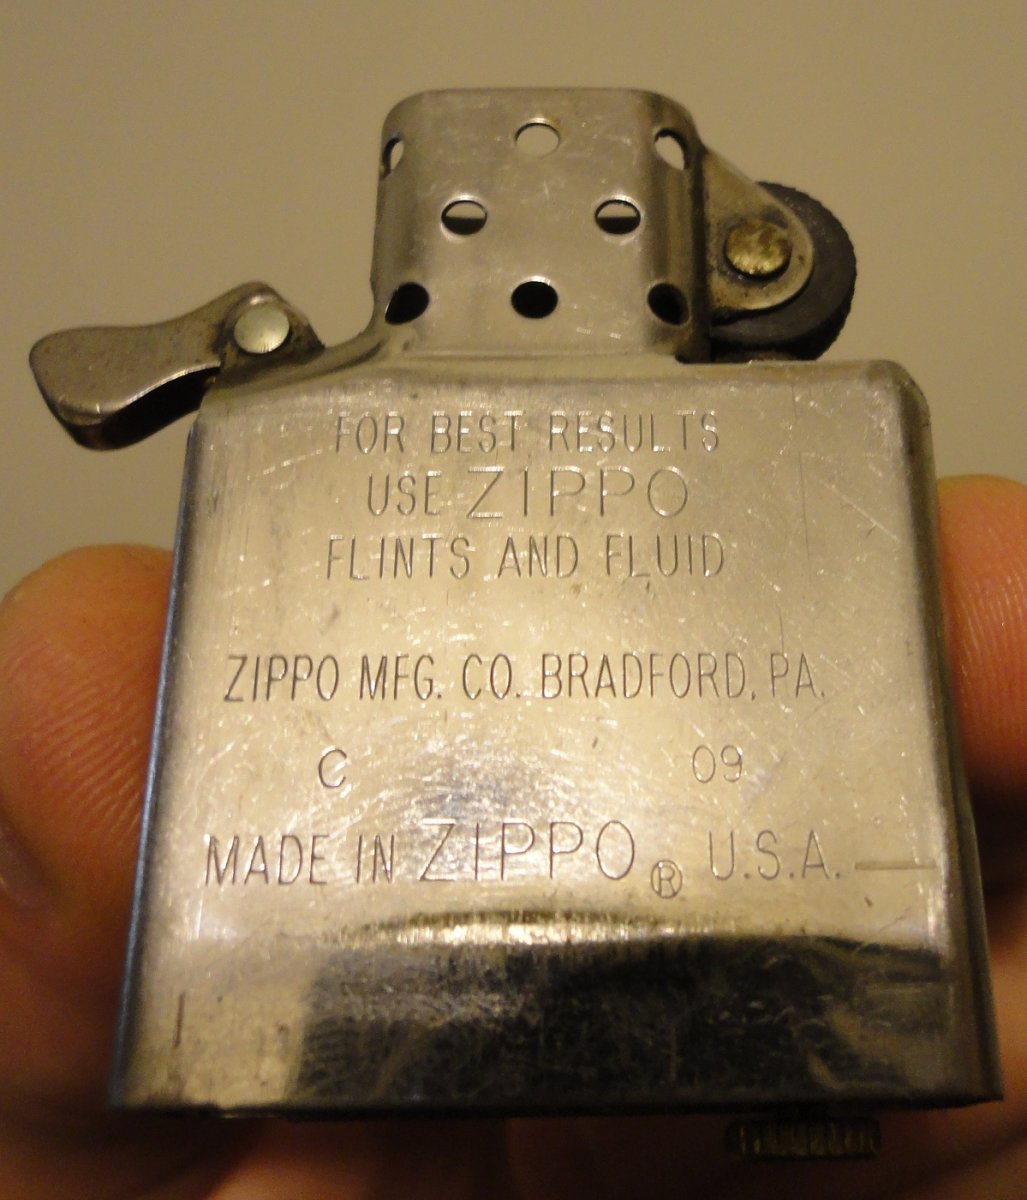 FOR BEST RESULTS
USE ZIPPO
FLINTS AND FLUID
ZIPPO MFG. CO. BRADFORD, PA.
C 09
MADE IN ZIPPO ® U.S.A.